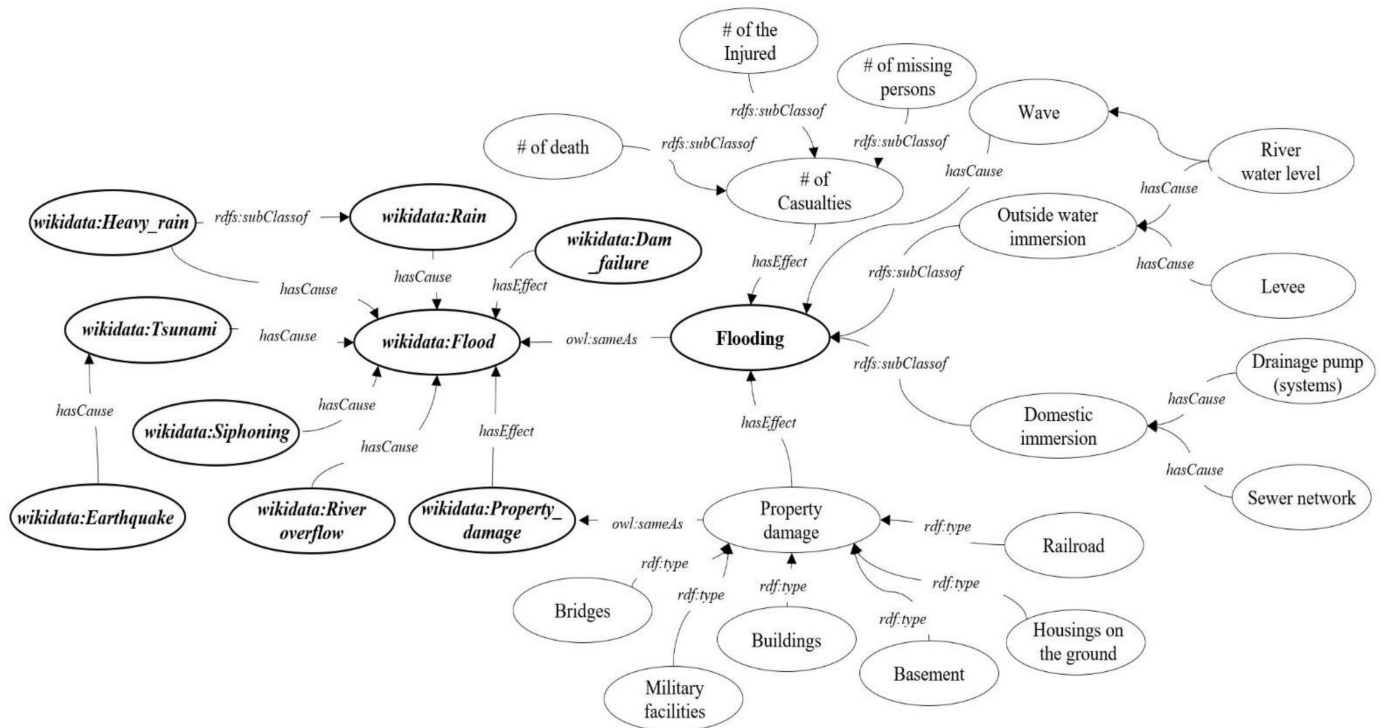 # of the
Injured
# of missing
persons
rdfs:subClassof
Wave
# of death
rdfs:subClassof
rdfs:subClassof
River
water level
hasCause
# of
Casualties
hasCause
wikidata:Heavy_rain
rdfs:subClassof
wikidata:Rain
Outside water
immersion
wikidata:Dam
_failure
hasCause
hasEffect
hasEffect
rdfs:subClassof
hasCause
Levee
hasCause
wikidata:Tsunami
hasCause
wikidata:Flood
owl:sameAs
Flooding
rdfs:subClassof
Drainage pump
(systems)
hasCause
hasCause
hasCause
Domestic
immersion
wikidata:Siphoning
hasEffect
hasEffect
hasCause
hasCause
Sewer network
wikidata:Earthquake
wikidata:River
overflow
wikidata:Property_
damage
owl:sameAs
Property
damage
rdf:type
Railroad
rdf:type
rdf:type
rdf:type
rdf:type
rdf:type
Bridges
Buildings
Housings on
the ground
Basement
Military
facilities